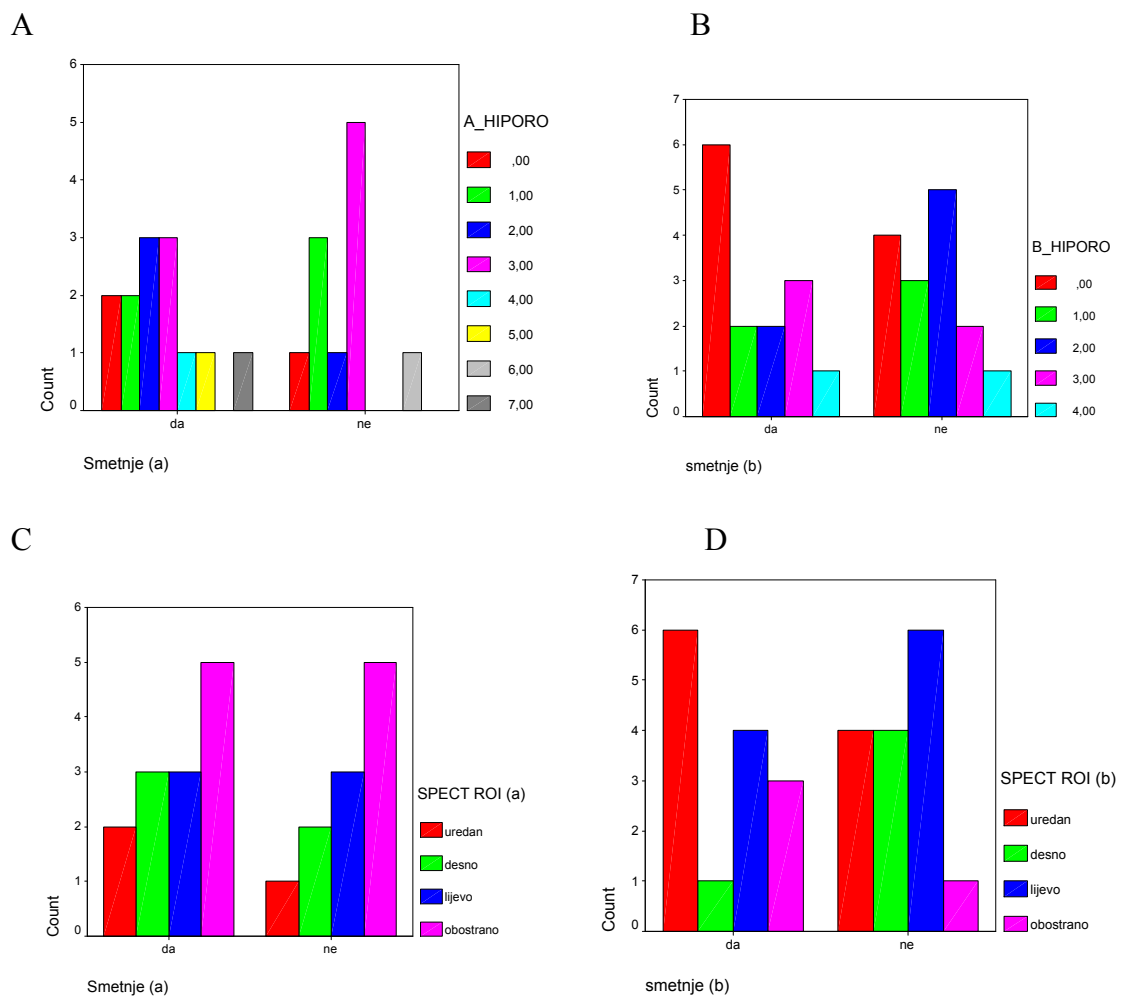 A
6
5
4
3
2
1
0
Count
da
ne
Smetnje (a)
A_HIPORO
,00
1,00
2,00
3,00
4,00
5,00
6,00
7,00
B
7
6
5
4
3
2
1
0
Count
da
ne
smetnje (b)
B_HIPORO
,00
1,00
2,00
3,00
4,00
C
6
5
4
3
2
1
0
Count
da
ne
Smetnje (a)
SPECT ROI (a)
uredan
desno
lijevo
obostrano
D
7
6
5
4
3
2
1
0
Count
da
ne
smetnje (b)
SPECT ROI (b)
uredan
desno
lijevo
obostrano